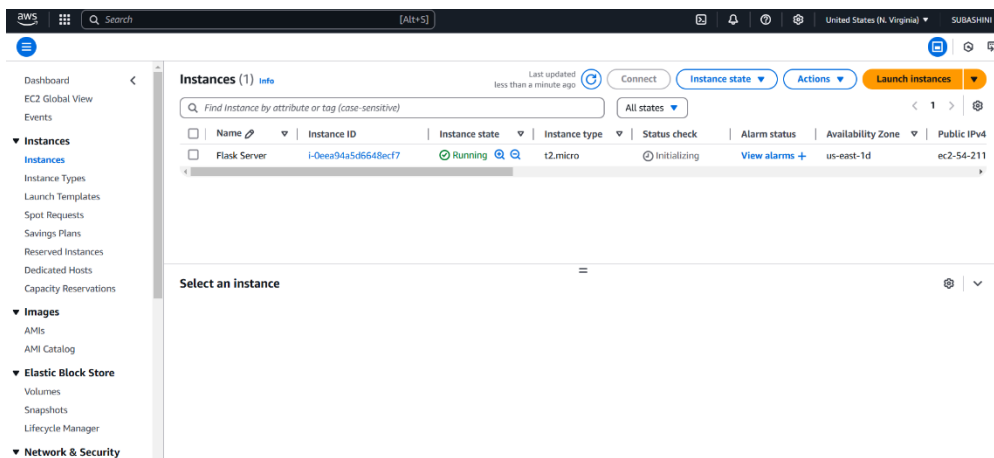 aws
Search [Alt+S]
United States (N. Virginia) SUBASHINI
Dashboard
EC2 Global View
Events
Instances
Instances
Instance Types
Launch Templates
Spot Requests
Savings Plans
Reserved Instances
Dedicated Hosts
Capacity Reservations
Images
AMIs
AMI Catalog
Elastic Block Store
Volumes
Snapshots
Lifecycle Manager
Network & Security
Instances (1) Info
Last updated
less than a minute ago
Connect
Instance state
Actions
Launch instances
Find Instance by attribute or tag (case-sensitive)
All states
1
Name Instance ID Instance state Instance type Status check Alarm status Availability Zone Public IPv4
Flask Server i-0eea94a5d6648ecf7 Running t2.micro Initializing View alarms + us-east-1d ec2-54-211
Select an instance